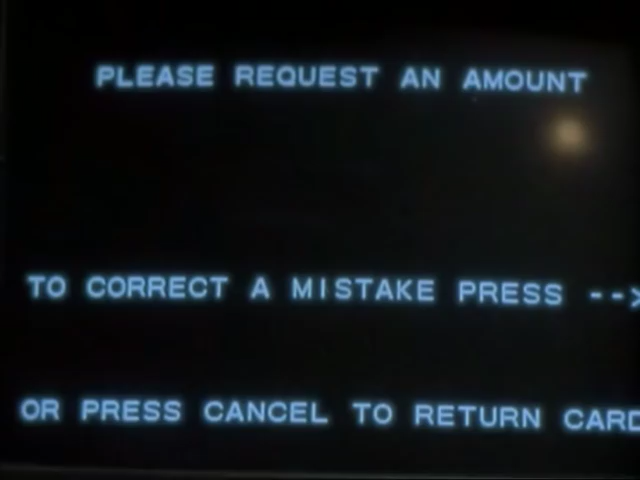 PLEASE REQUEST AN AMOUNT
TO CORRECT A MISTAKE PRESS -->
OR PRESS CANCEL TO RETURN CARD